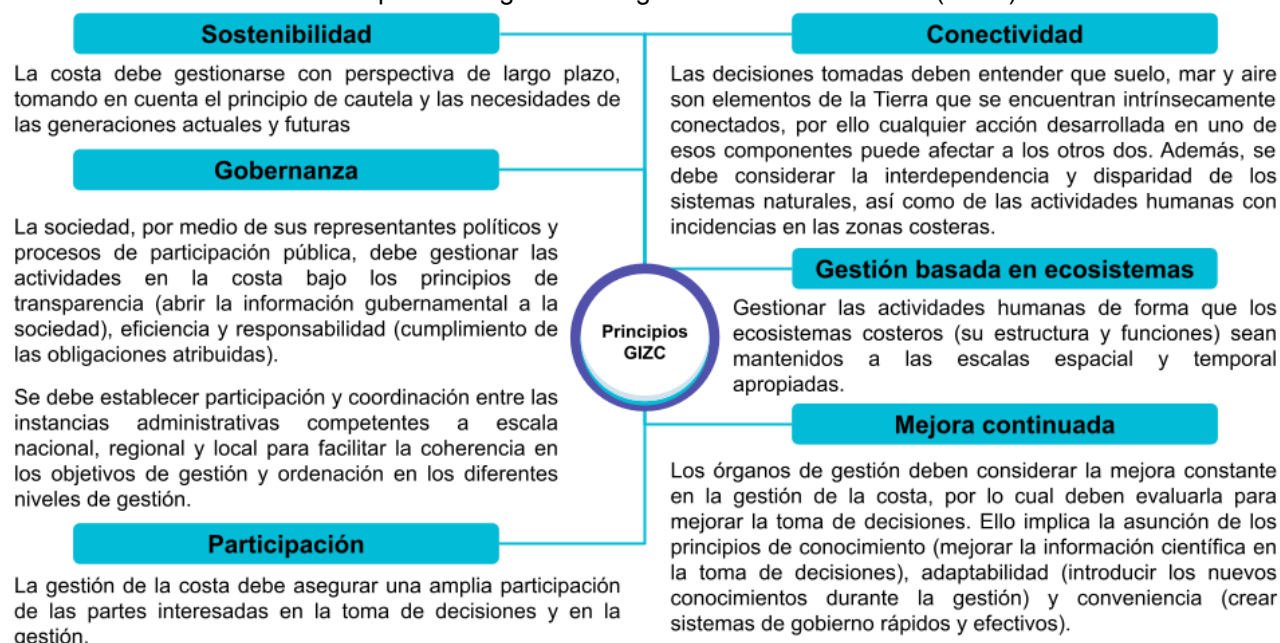 Sostenibilidad
La costa debe gestionarse con perspectiva de largo plazo,
tomando en cuenta el principio de cautela y las necesidades de
las generaciones actuales y futuras
Gobernanza
La sociedad, por medio de sus representantes políticos y
procesos de participación pública, debe gestionar las
actividades en la costa bajo los principios de
transparencia (abrir la información gubernamental a la
sociedad), eficiencia y responsabilidad (cumplimiento de
las obligaciones atribuidas).
Se debe establecer participación y coordinación entre las
instancias administrativas competentes a escala
nacional, regional y local para facilitar la coherencia en
los objetivos de gestión y ordenación en los diferentes
niveles de gestión.
Participación
La gestión de la costa debe asegurar una amplia participación
de las partes interesadas en la toma de decisiones y en la
gestión.
Principios
GIZC
Conectividad
Las decisiones tomadas deben entender que suelo, mar y aire
son elementos de la Tierra que se encuentran intrínsecamente
conectados, por ello cualquier acción desarrollada en uno de
esos componentes puede afectar a los otros dos. Además, se
debe considerar la interdependencia y disparidad de los
sistemas naturales, así como de las actividades humanas con
incidencias en las zonas costeras.
Gestión basada en ecosistemas
Gestionar las actividades humanas de forma que los
ecosistemas costeros (su estructura y funciones) sean
mantenidos a las escalas espacial y temporal
apropiadas.
Mejora continuada
Los órganos de gestión deben considerar la mejora constante
en la gestión de la costa, por lo cual deben evaluarla para
mejorar la toma de decisiones. Ello implica la asunción de los
principios de conocimiento (mejorar la información científica en
la toma de decisiones), adaptabilidad (introducir los nuevos
conocimientos durante la gestión) y conveniencia (crear
sistemas de gobierno rápidos y efectivos).